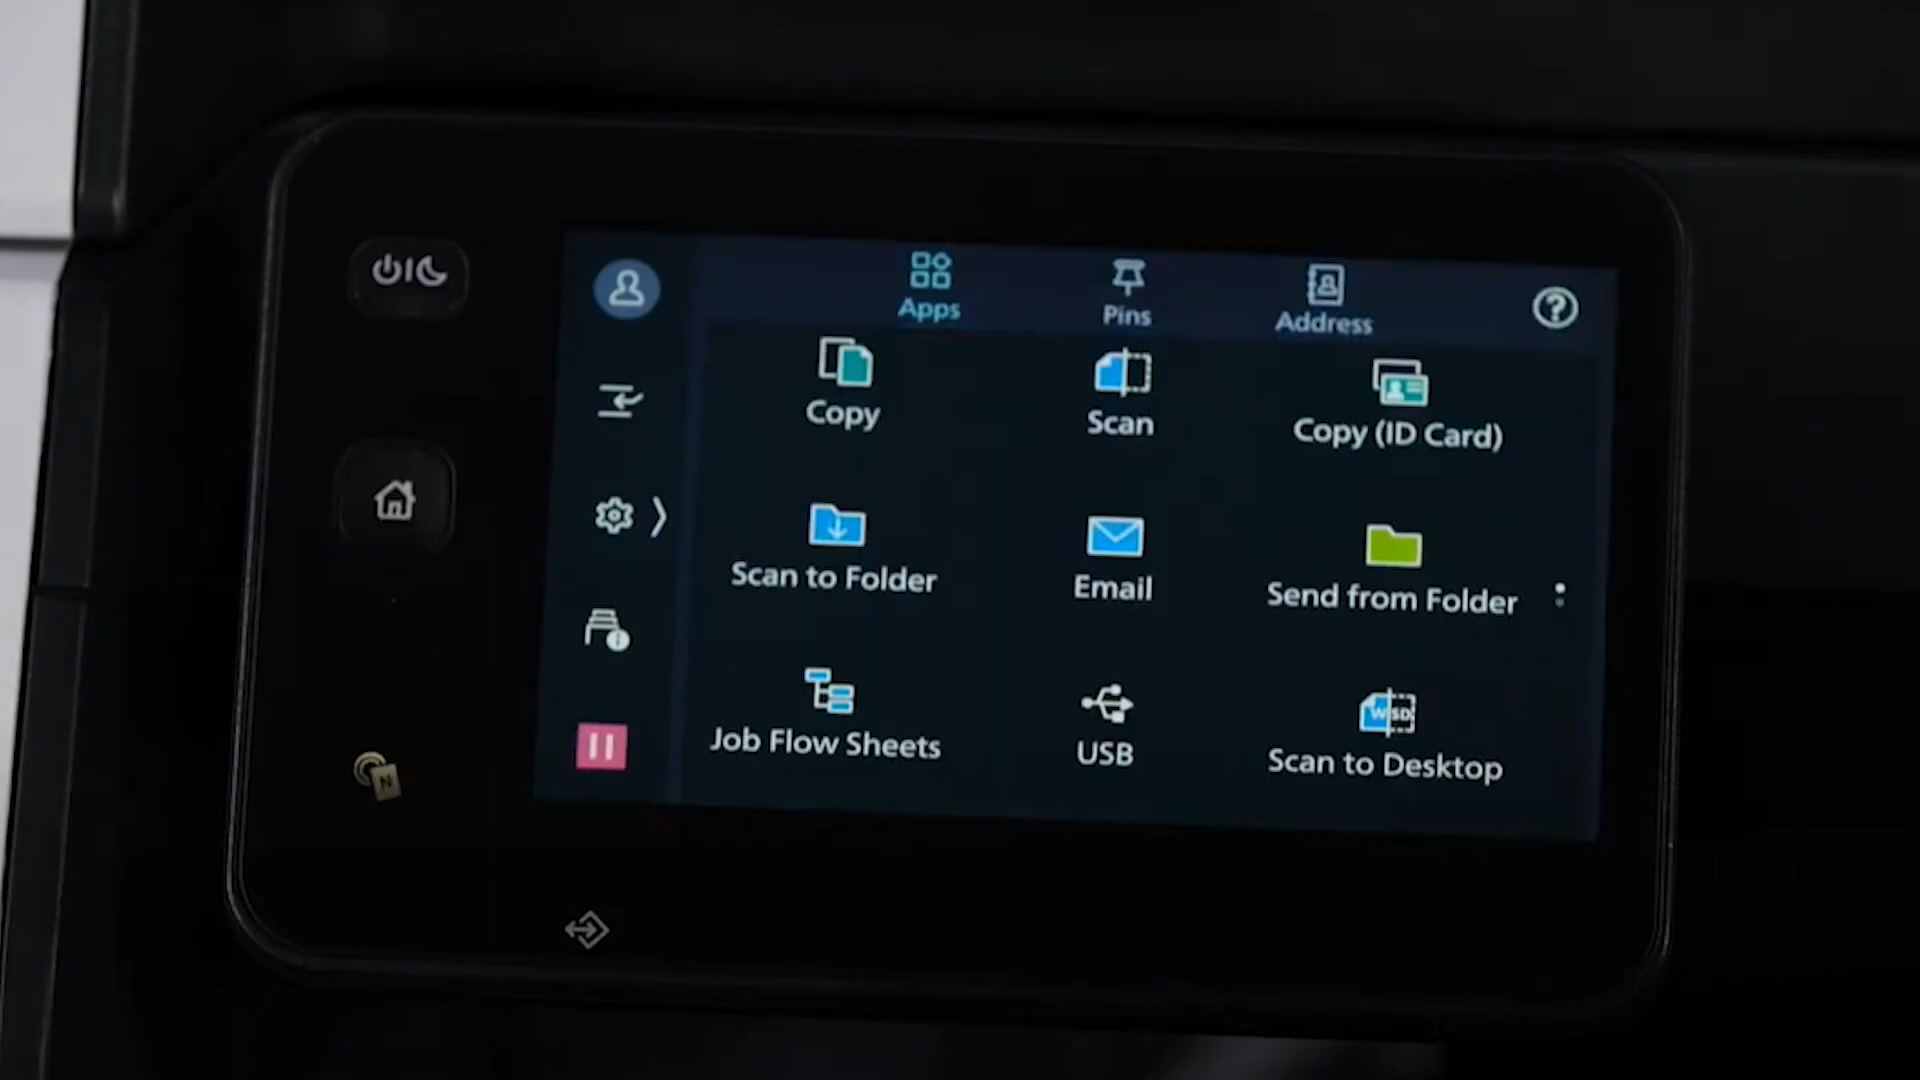 Apps
Pins
Address
Copy
Scan
Copy (ID Card)
Scan to Folder
Email
Send from Folder
Job Flow Sheets
USB
WSD
Scan to Desktop
N